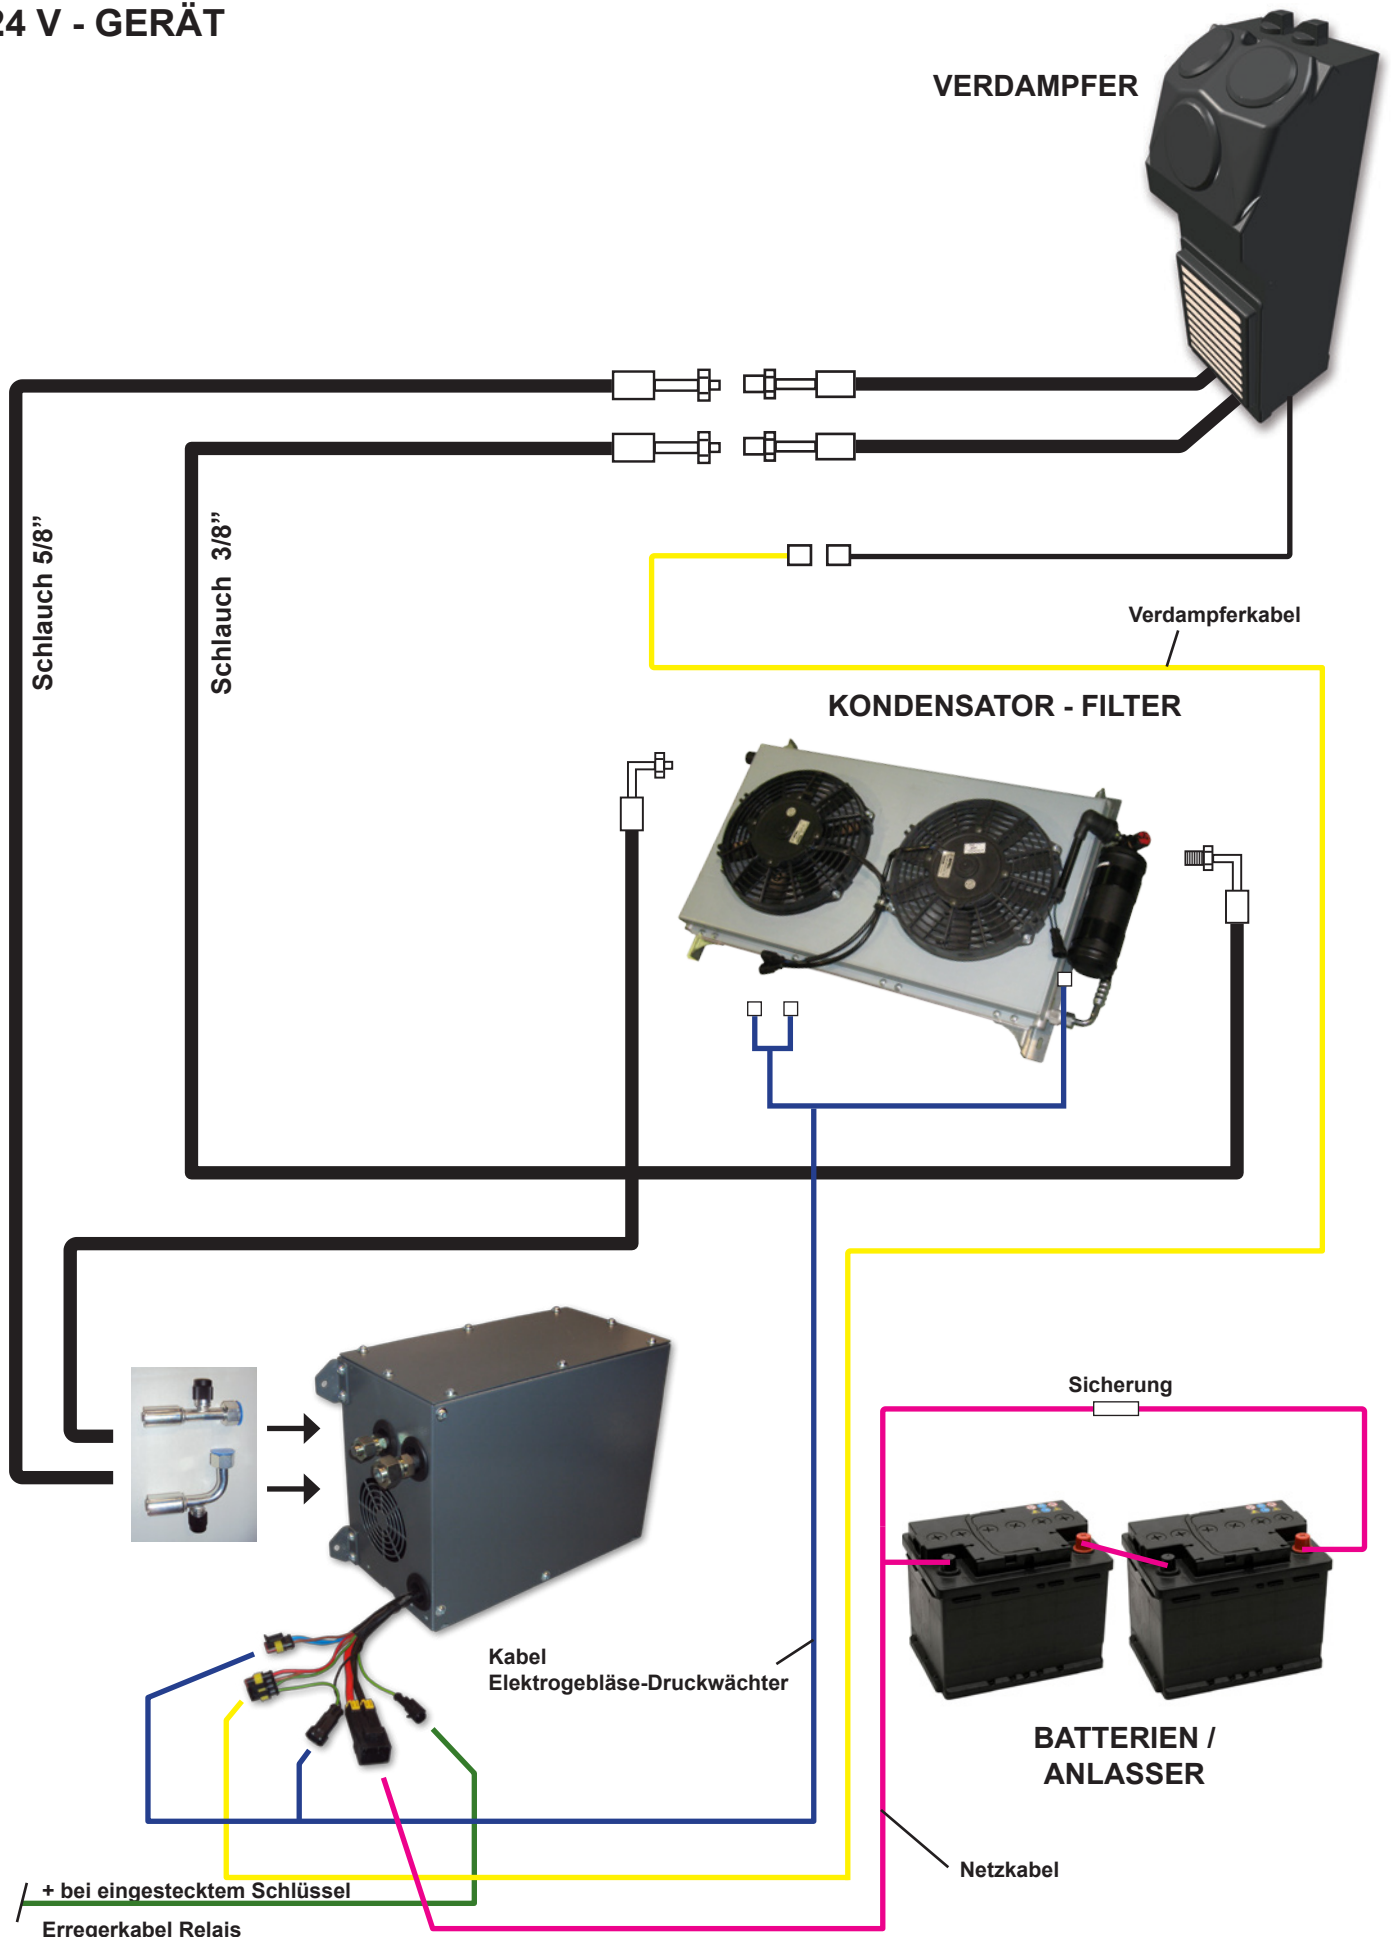 24 V - GERÄT
VERDAMPFER
Schlauch 5/8”
Schlauch 3/8”
Verdampferkabel
KONDENSATOR - FILTER
Sicherung
Kabel
Elektrogebläse-Druckwächter
BATTERIEN /
ANLASSER
Netzkabel
+ bei eingestecktem Schlüssel
Erregerkabel Relais